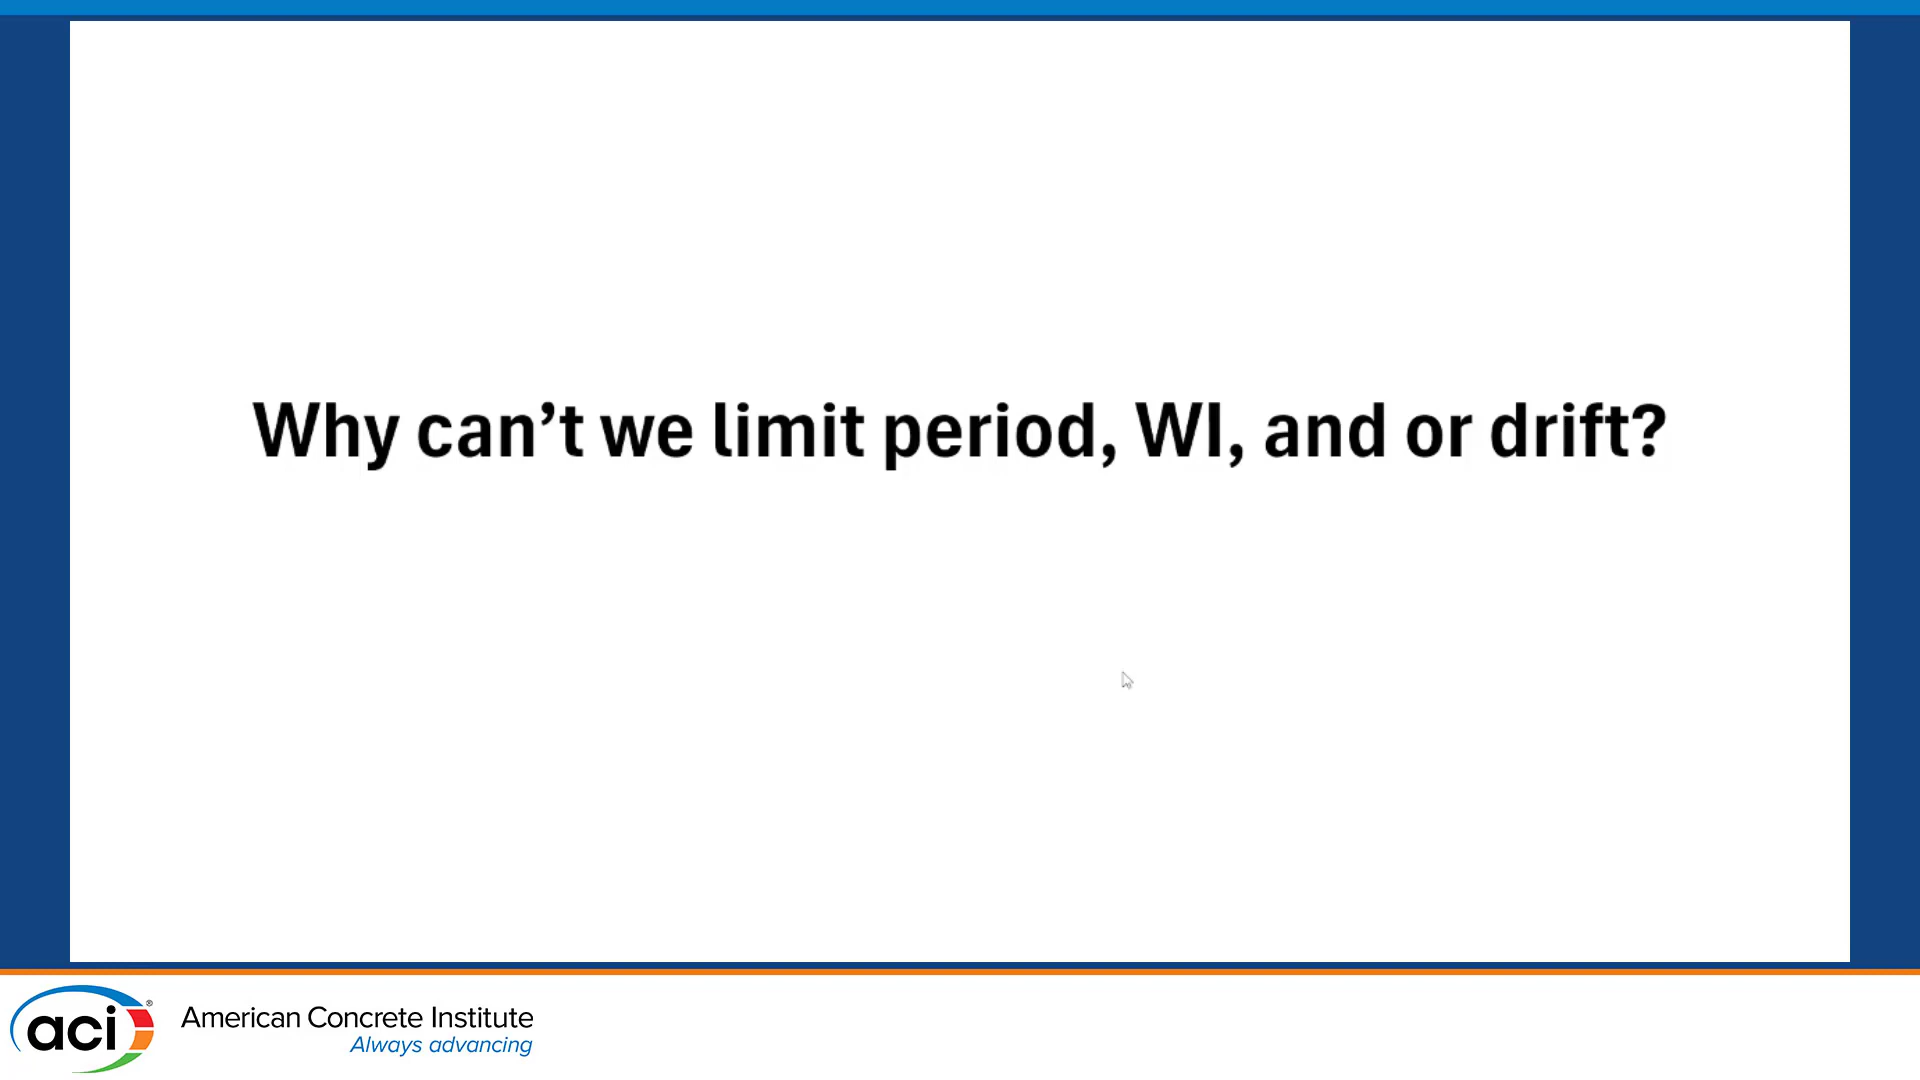 Why can’t we limit period, WI, and or drift?
aci®
American Concrete Institute
Always advancing